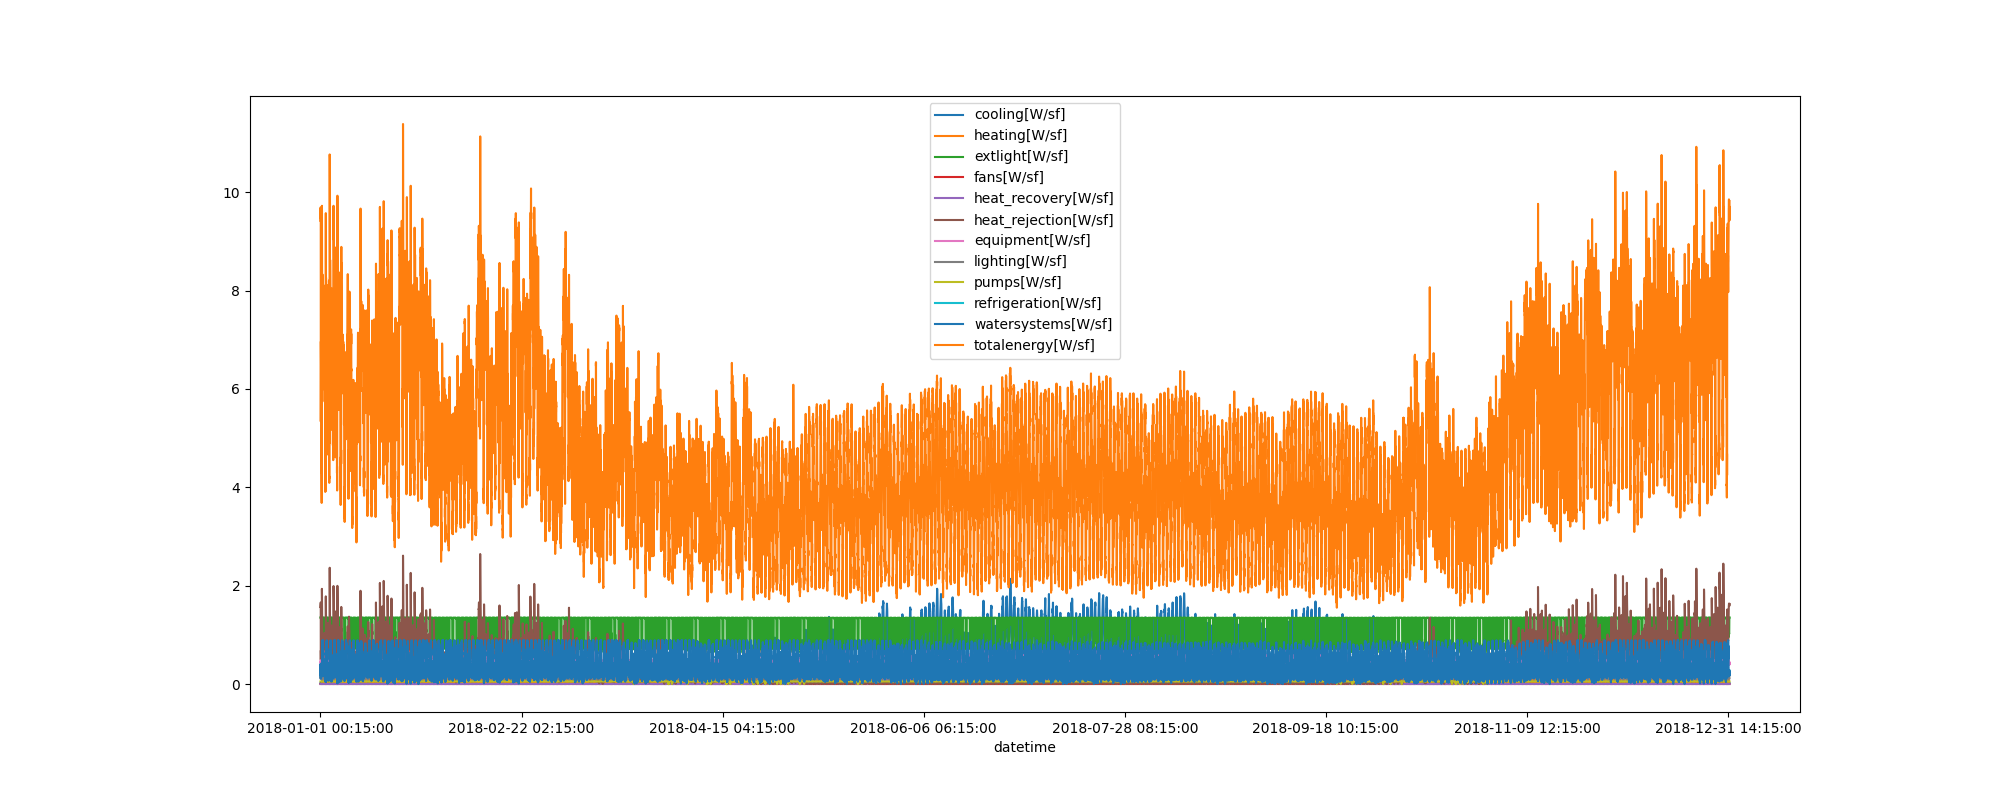 cooling[W/sf]
heating[W/sf]
extlight[W/sf]
fans[W/sf]
heat_recovery[W/sf]
heat_rejection[W/sf]
equipment[W/sf]
lighting[W/sf]
pumps[W/sf]
refrigeration[W/sf]
watersystems[W/sf]
totalenergy[W/sf]
10
8
6
4
2
0
2018-01-01 00:15:00 2018-02-22 02:15:00 2018-04-15 04:15:00 2018-06-06 06:15:00 2018-07-28 08:15:00 2018-09-18 10:15:00 2018-11-09 12:15:00 2018-12-31 14:15:00
datetime